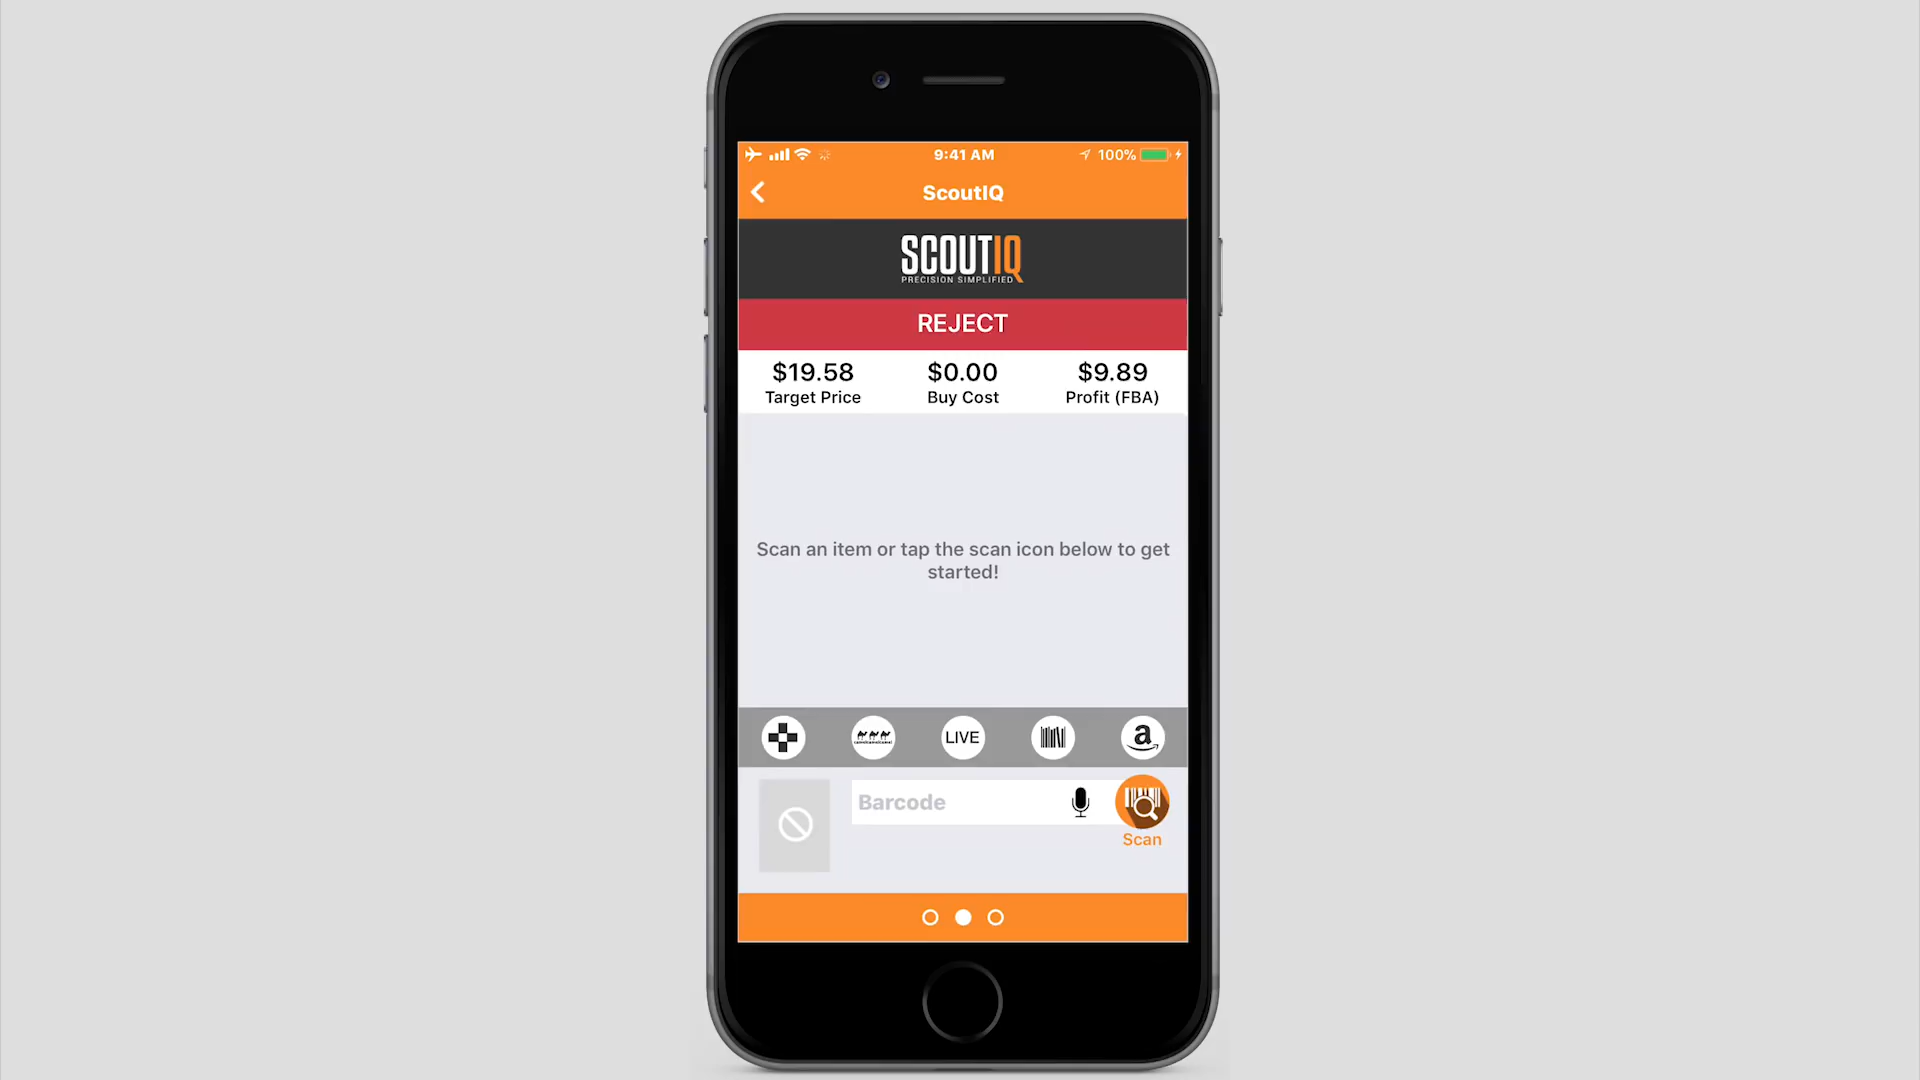 9:41 AM
100%
ScoutIQ
SCOUTIQ
PRECISION SIMPLIFIED
REJECT
$19.58 $0.00 $9.89
Target Price Buy Cost Profit (FBA)
Scan an item or tap the scan icon below to get
started!
LIVE
a
Barcode
Scan